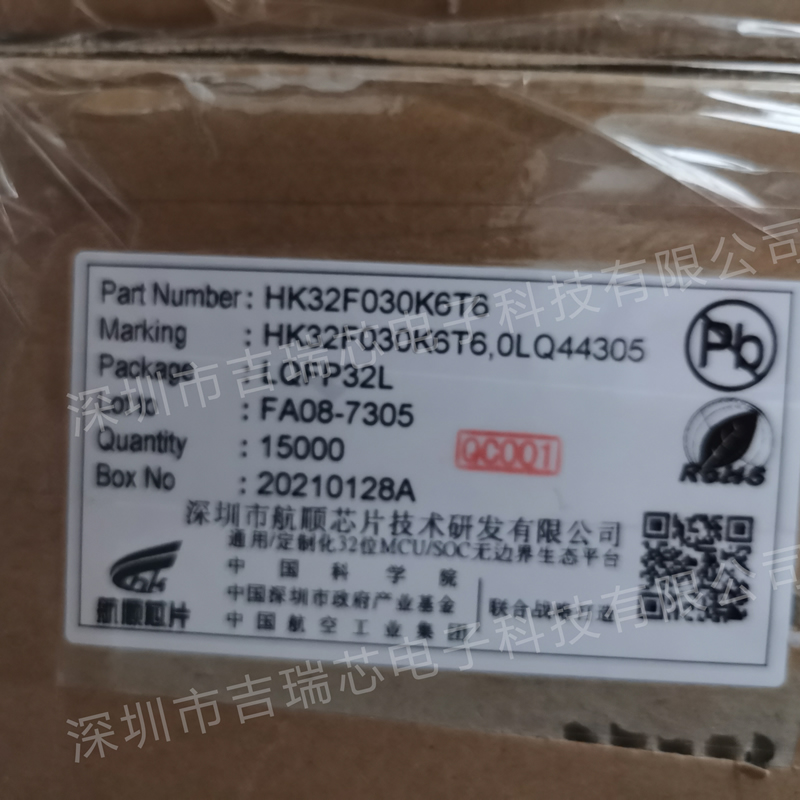 Part Number : HK32F030K6T6
Marking : HK32F030K6T6,0LQ44305
Package : LQFP32L
: FA08-7305
Quantity : 15000
QC001
Box No : 20210128A
Pb
RoHS
深圳市航顺芯片技术研发有限公司
通用/定制化32位MCU/SOC无边界生态平台
中国科学院
中国深圳市政府产业基金
中国航空工业集团
联合战略打造
hk
航顺芯片
深圳市吉瑞芯电子科技有限公司
深圳市吉瑞芯电子科技有限公司